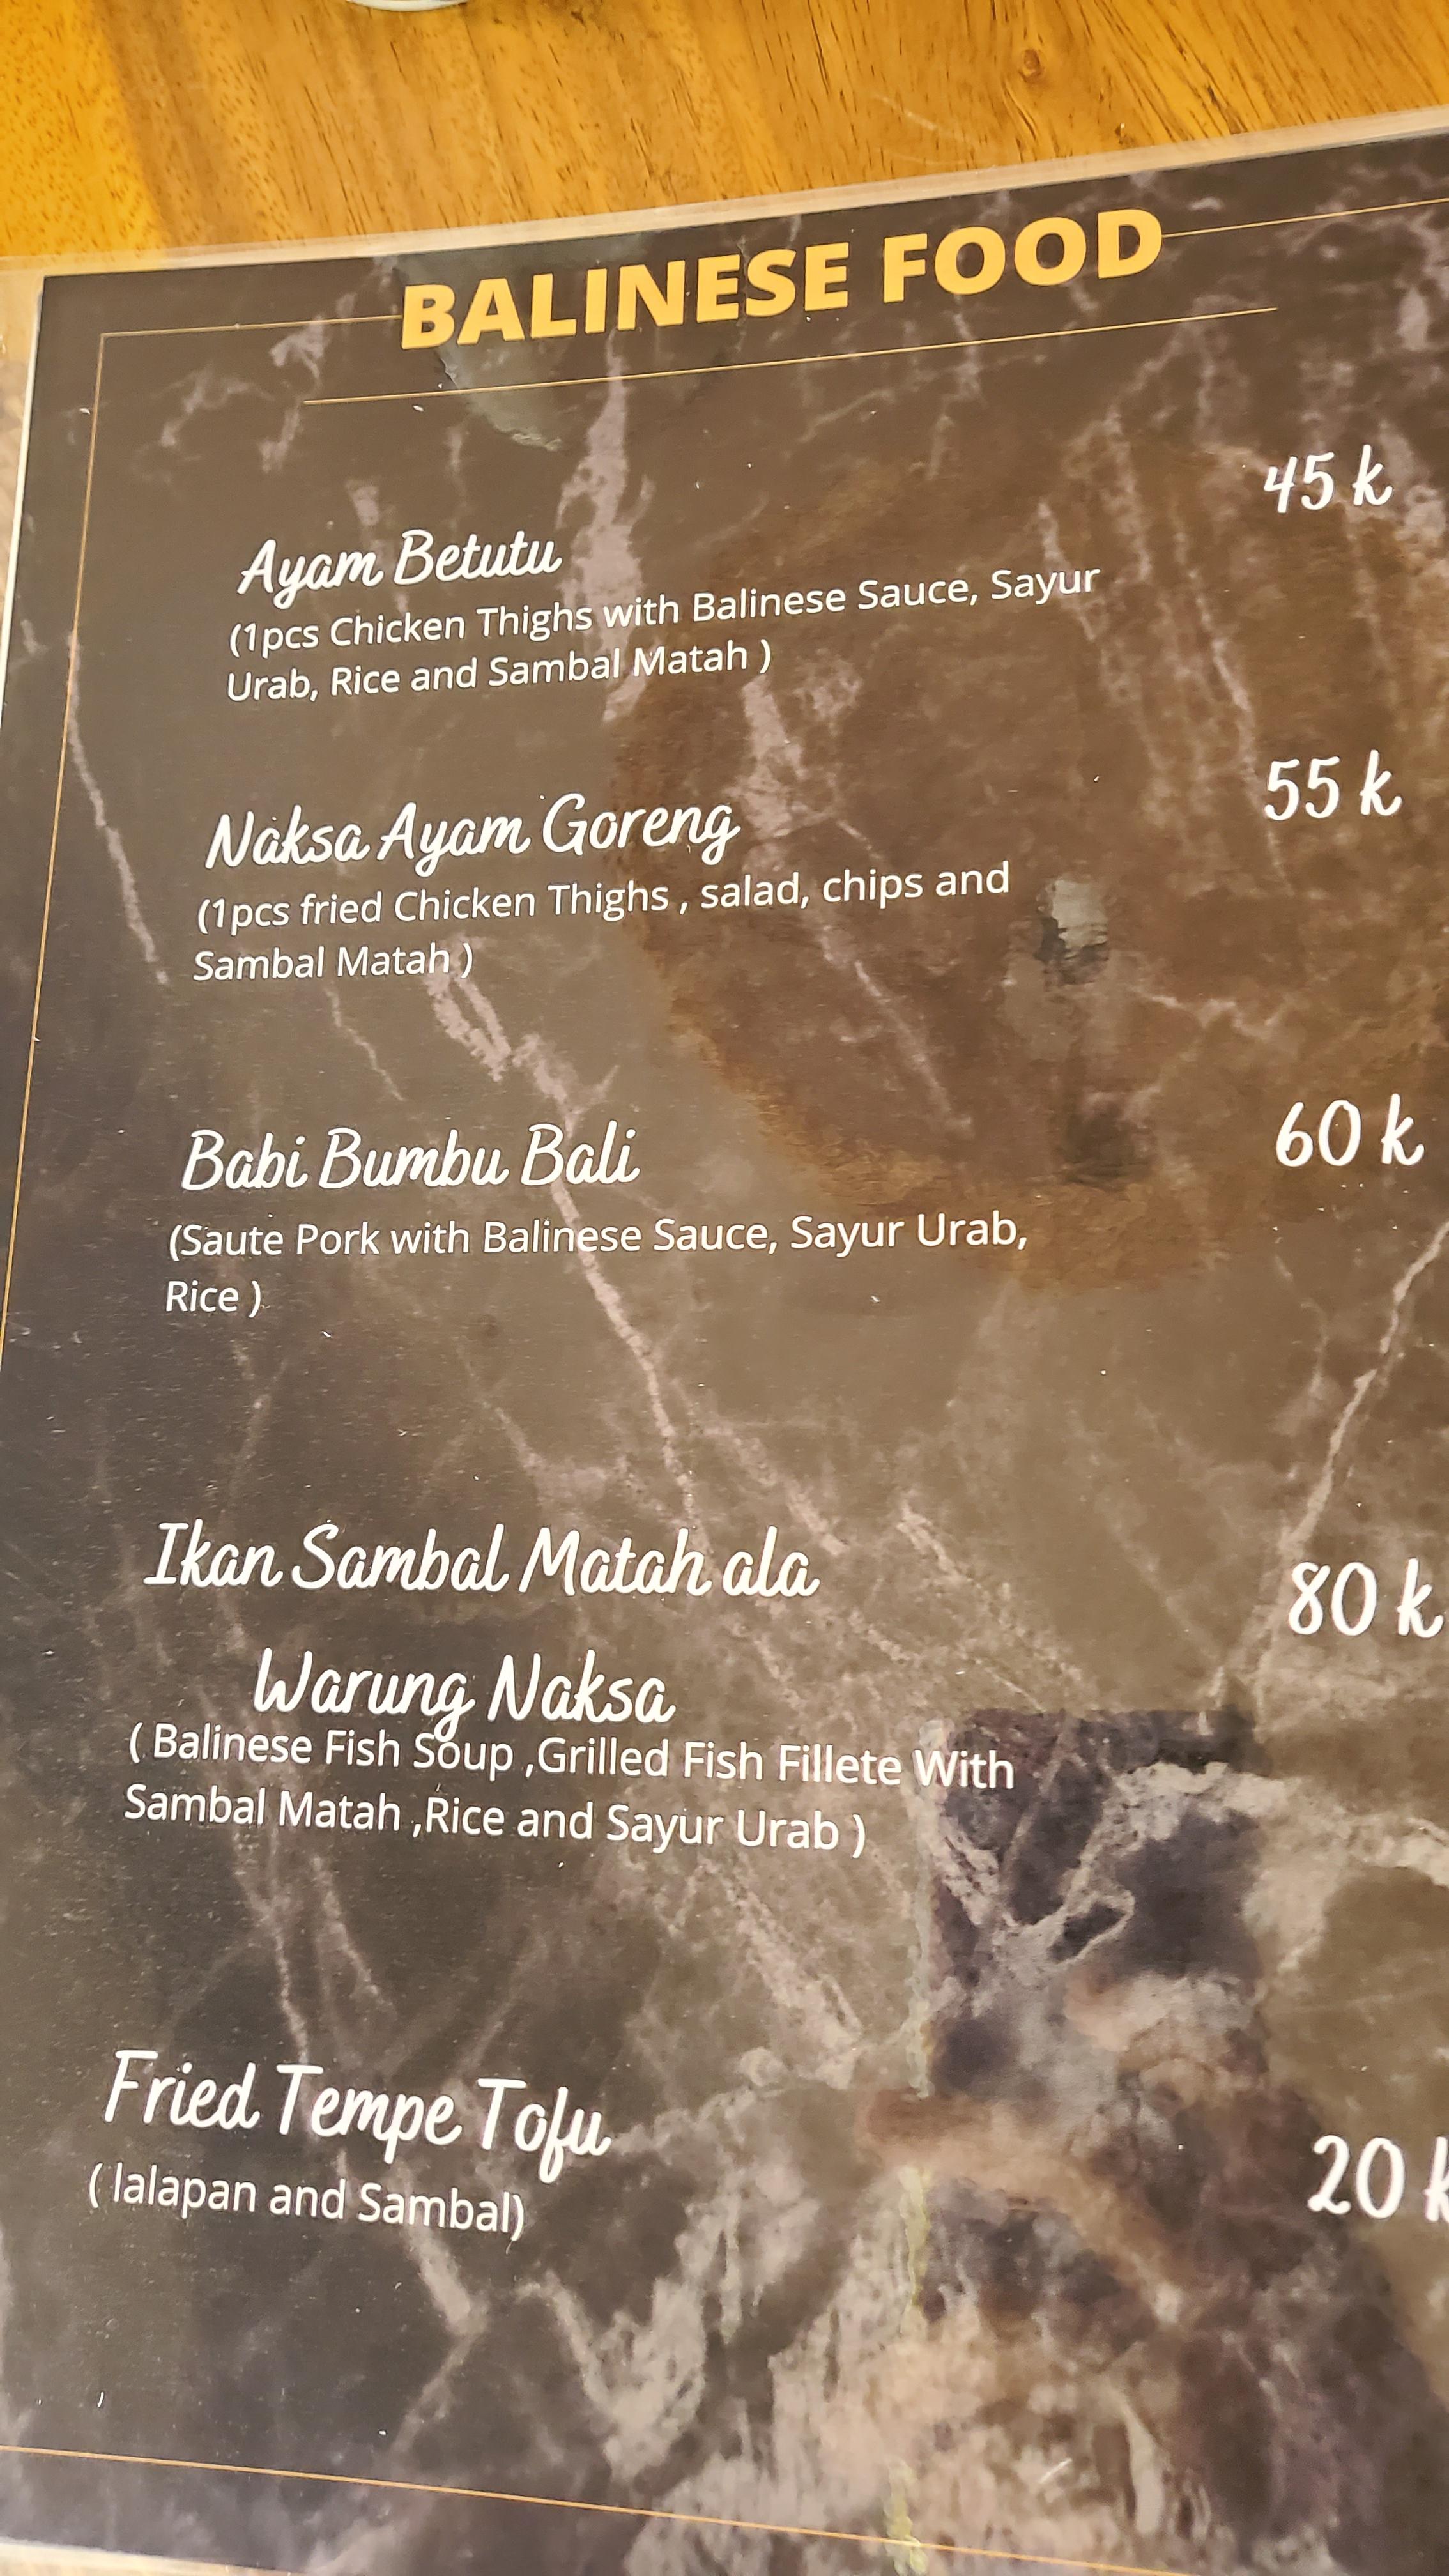 BALINESE FOOD
Ayam Betutu
45 k
(1pcs Chicken Thighs with Balinese Sauce, Sayur
Urab, Rice and Sambal Matah )
Naksa Ayam Goreng
55 k
(1pcs fried Chicken Thighs , salad, chips and
Sambal Matah )
Babi Bumbu Bali
60 k
(Saute Pork with Balinese Sauce, Sayur Urab,
Rice )
Ikan Sambal Matah ala
80 k
Warung Naksa
( Balinese Fish Soup ,Grilled Fish Fillete With
Sambal Matah ,Rice and Sayur Urab )
Fried Tempe Tofu
20 k
( lalapan and Sambal)